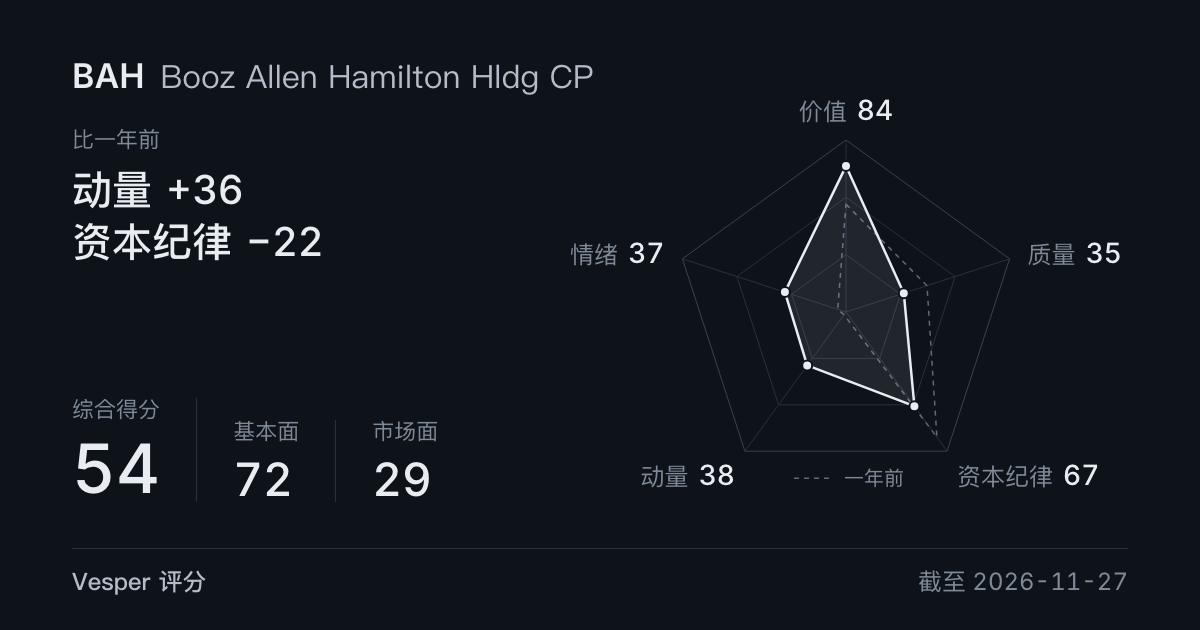 BAH Booz Allen Hamilton Hldg CP
比一年前
动量 +36
资本纪律 −22
价值 84
情绪 37
质量 35
动量 38
一年前
资本纪律 67
综合得分
54
基本面
72
市场面
29
Vesper 评分
截至 2026-11-27